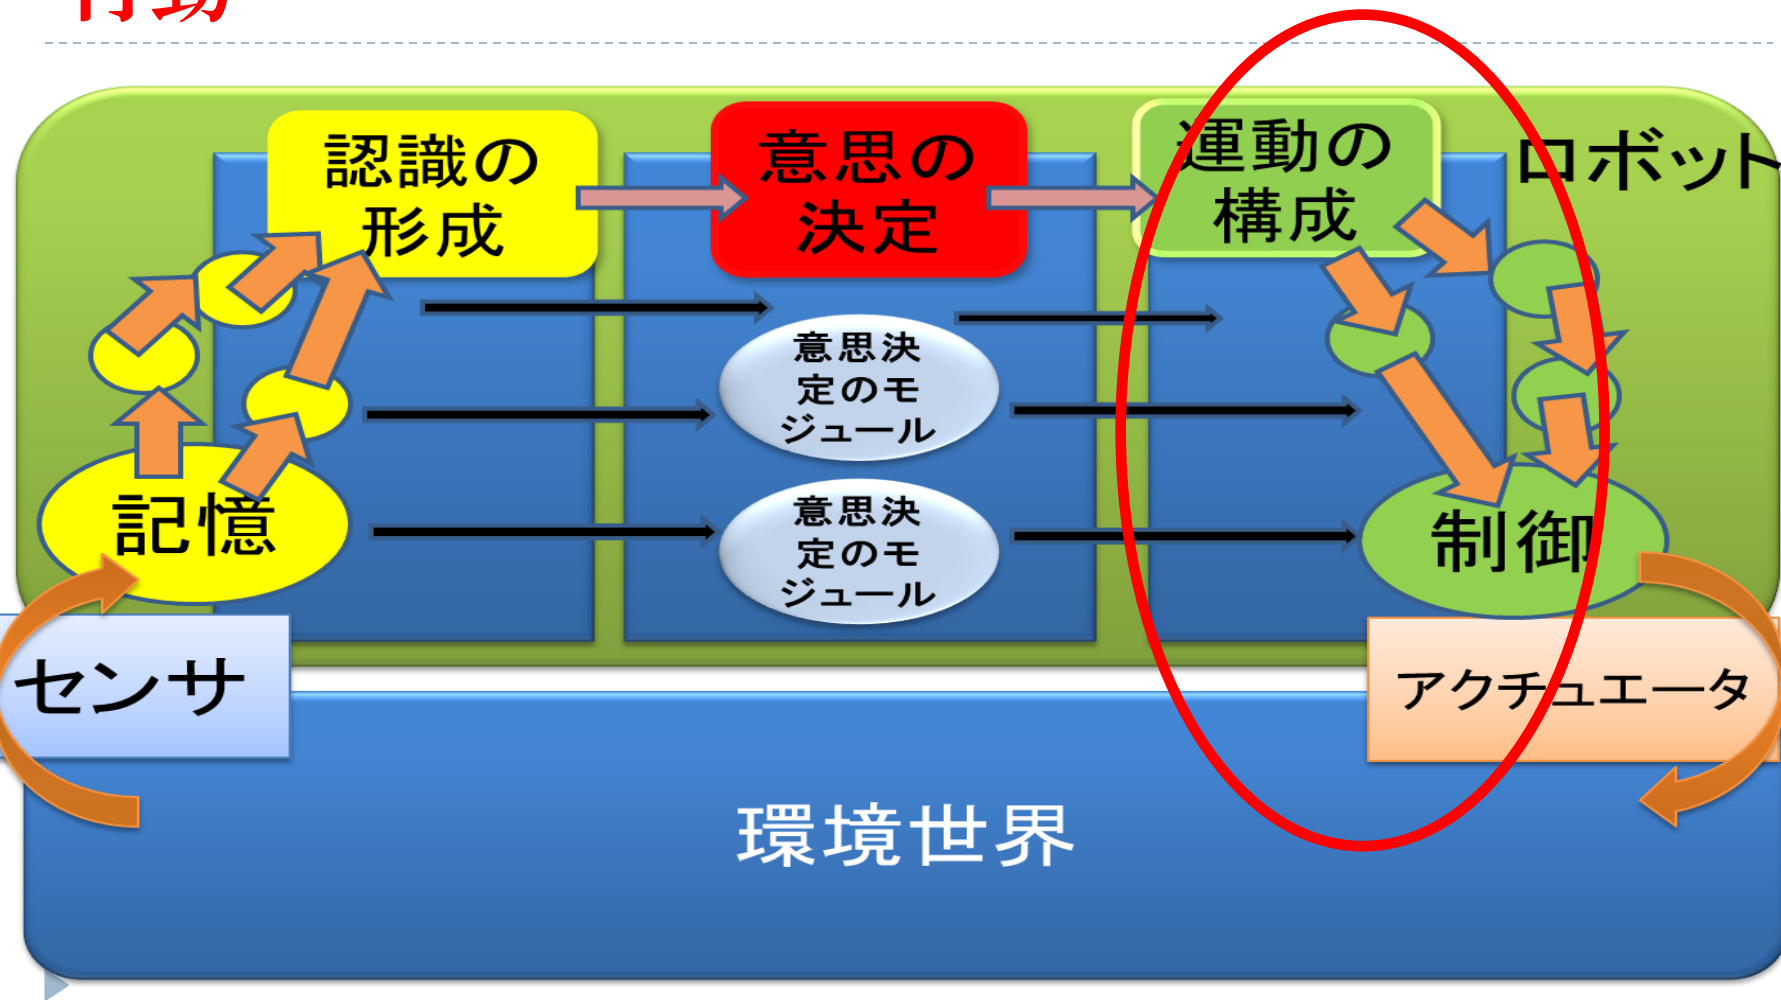 行動
認識の
形成
意思の
決定
運動の
構成
ロボット
意思決
定のモ
ジュール
意思決
定のモ
ジュール
記憶
制御
センサ
アクチュエータ
環境世界